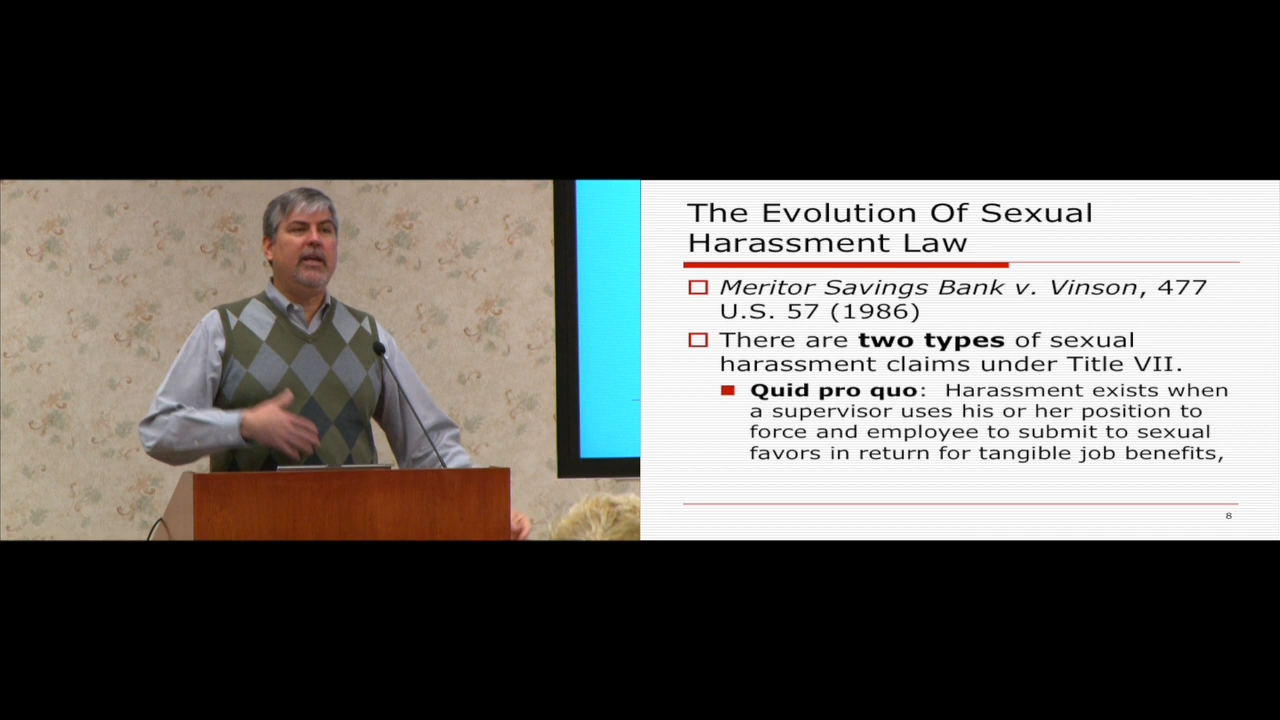 The Evolution Of Sexual
Harassment Law
Meritor Savings Bank v. Vinson, 477
U.S. 57 (1986)
There are two types of sexual
harassment claims under Title VII.
Quid pro quo: Harassment exists when
a supervisor uses his or her position to
force and employee to submit to sexual
favors in return for tangible job benefits,
8